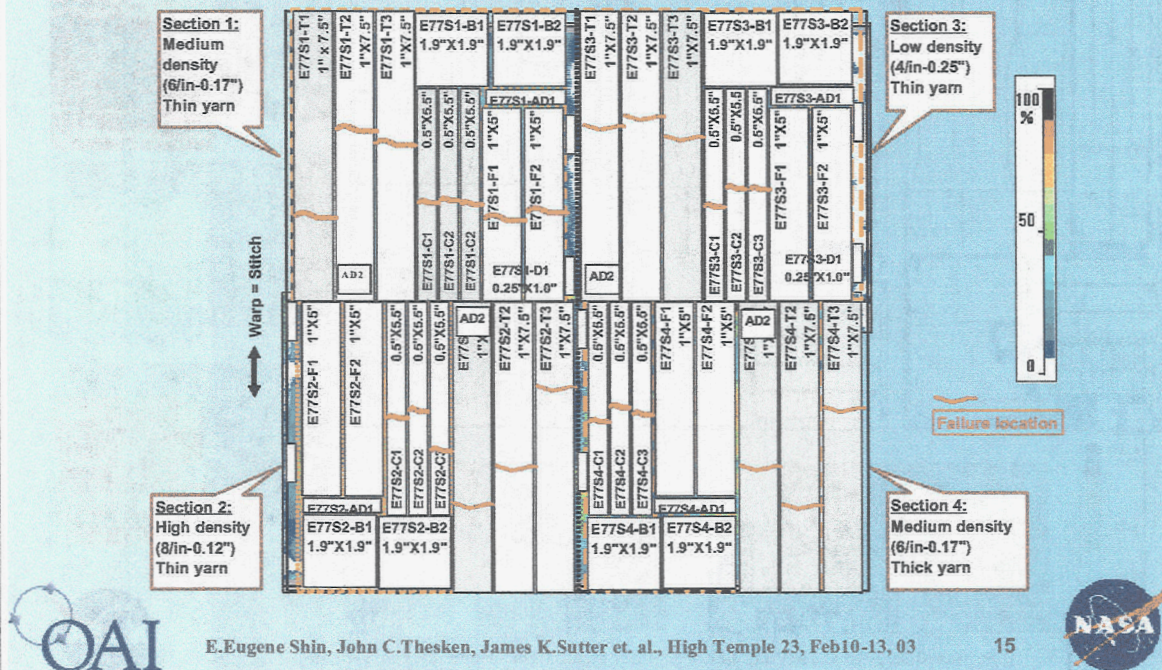 Section 1:
Medium
density
(6/in-0.17")
Thin yarn
E77S1-T1
1" x 7.5"
E77S1-T2
1"X7.5"
E77S1-T3
1"X7.5"
E77S1-B1
1.9"X1.9"
E77S1-B2
1.9"X1.9"
E77S1-AD1
0.5"X5.5"
0.5"X5.5"
0.5"X5.5"
E77S1-C1
E77S1-C2
E77S1-C2
E77S1-F1
1"X5"
E77S1-F2
1"X5"
E77S1-D1
0.25"X1.0"
AD2
E77S3-T1
1"X7.5"
E77S3-T2
1"X7.5"
E77S3-T3
1"X7.5"
E77S3-B1
1.9"X1.9"
E77S3-B2
1.9"X1.9"
E77S3-AD1
0.5"X5.5"
0.5"X5.5
0.5"X5.5"
E77S3-C1
E77S3-C2
E77S3-C3
E77S3-F1
1"X5"
E77S3-F2
1"X5"
E77S3-D1
0.25"X1.0"
AD2
Section 3:
Low density
(4/in-0.25")
Thin yarn
100
%
50
0
Warp = Stitch
E77S2-F1
1"X5"
E77S2-F2
1"X5"
0.5"X5.5"
0.5"X5.5"
0.5"X5.5"
E77S2-C1
E77S2-C2
E77S2-C2
AD2
E77S
1"X
E77S2-T2
1"X7.5"
E77S2-T3
1"X7.5"
E77S2-AD1
E77S2-B1
1.9"X1.9"
E77S2-B2
1.9"X1.9"
0.5"X5.5"
0.5"X5.5"
0.5"X5.5"
E77S4-C1
E77S4-C2
E77S4-C3
E77S4-F1
1"X5"
E77S4-F2
1"X5"
AD2
E77S4-T2
1"X7.5"
E77S4-T3
1"X7.5"
E77S4-AD1
E77S4-B1
1.9"X1.9"
E77S4-B2
1.9"X1.9"
Failure location
Section 2:
High density
(8/in-0.12")
Thin yarn
Section 4:
Medium density
(6/in-0.17")
Thick yarn
OAI
E.Eugene Shin, John C.Thesken, James K.Sutter et. al., High Temple 23, Feb10-13, 03
15
NASA